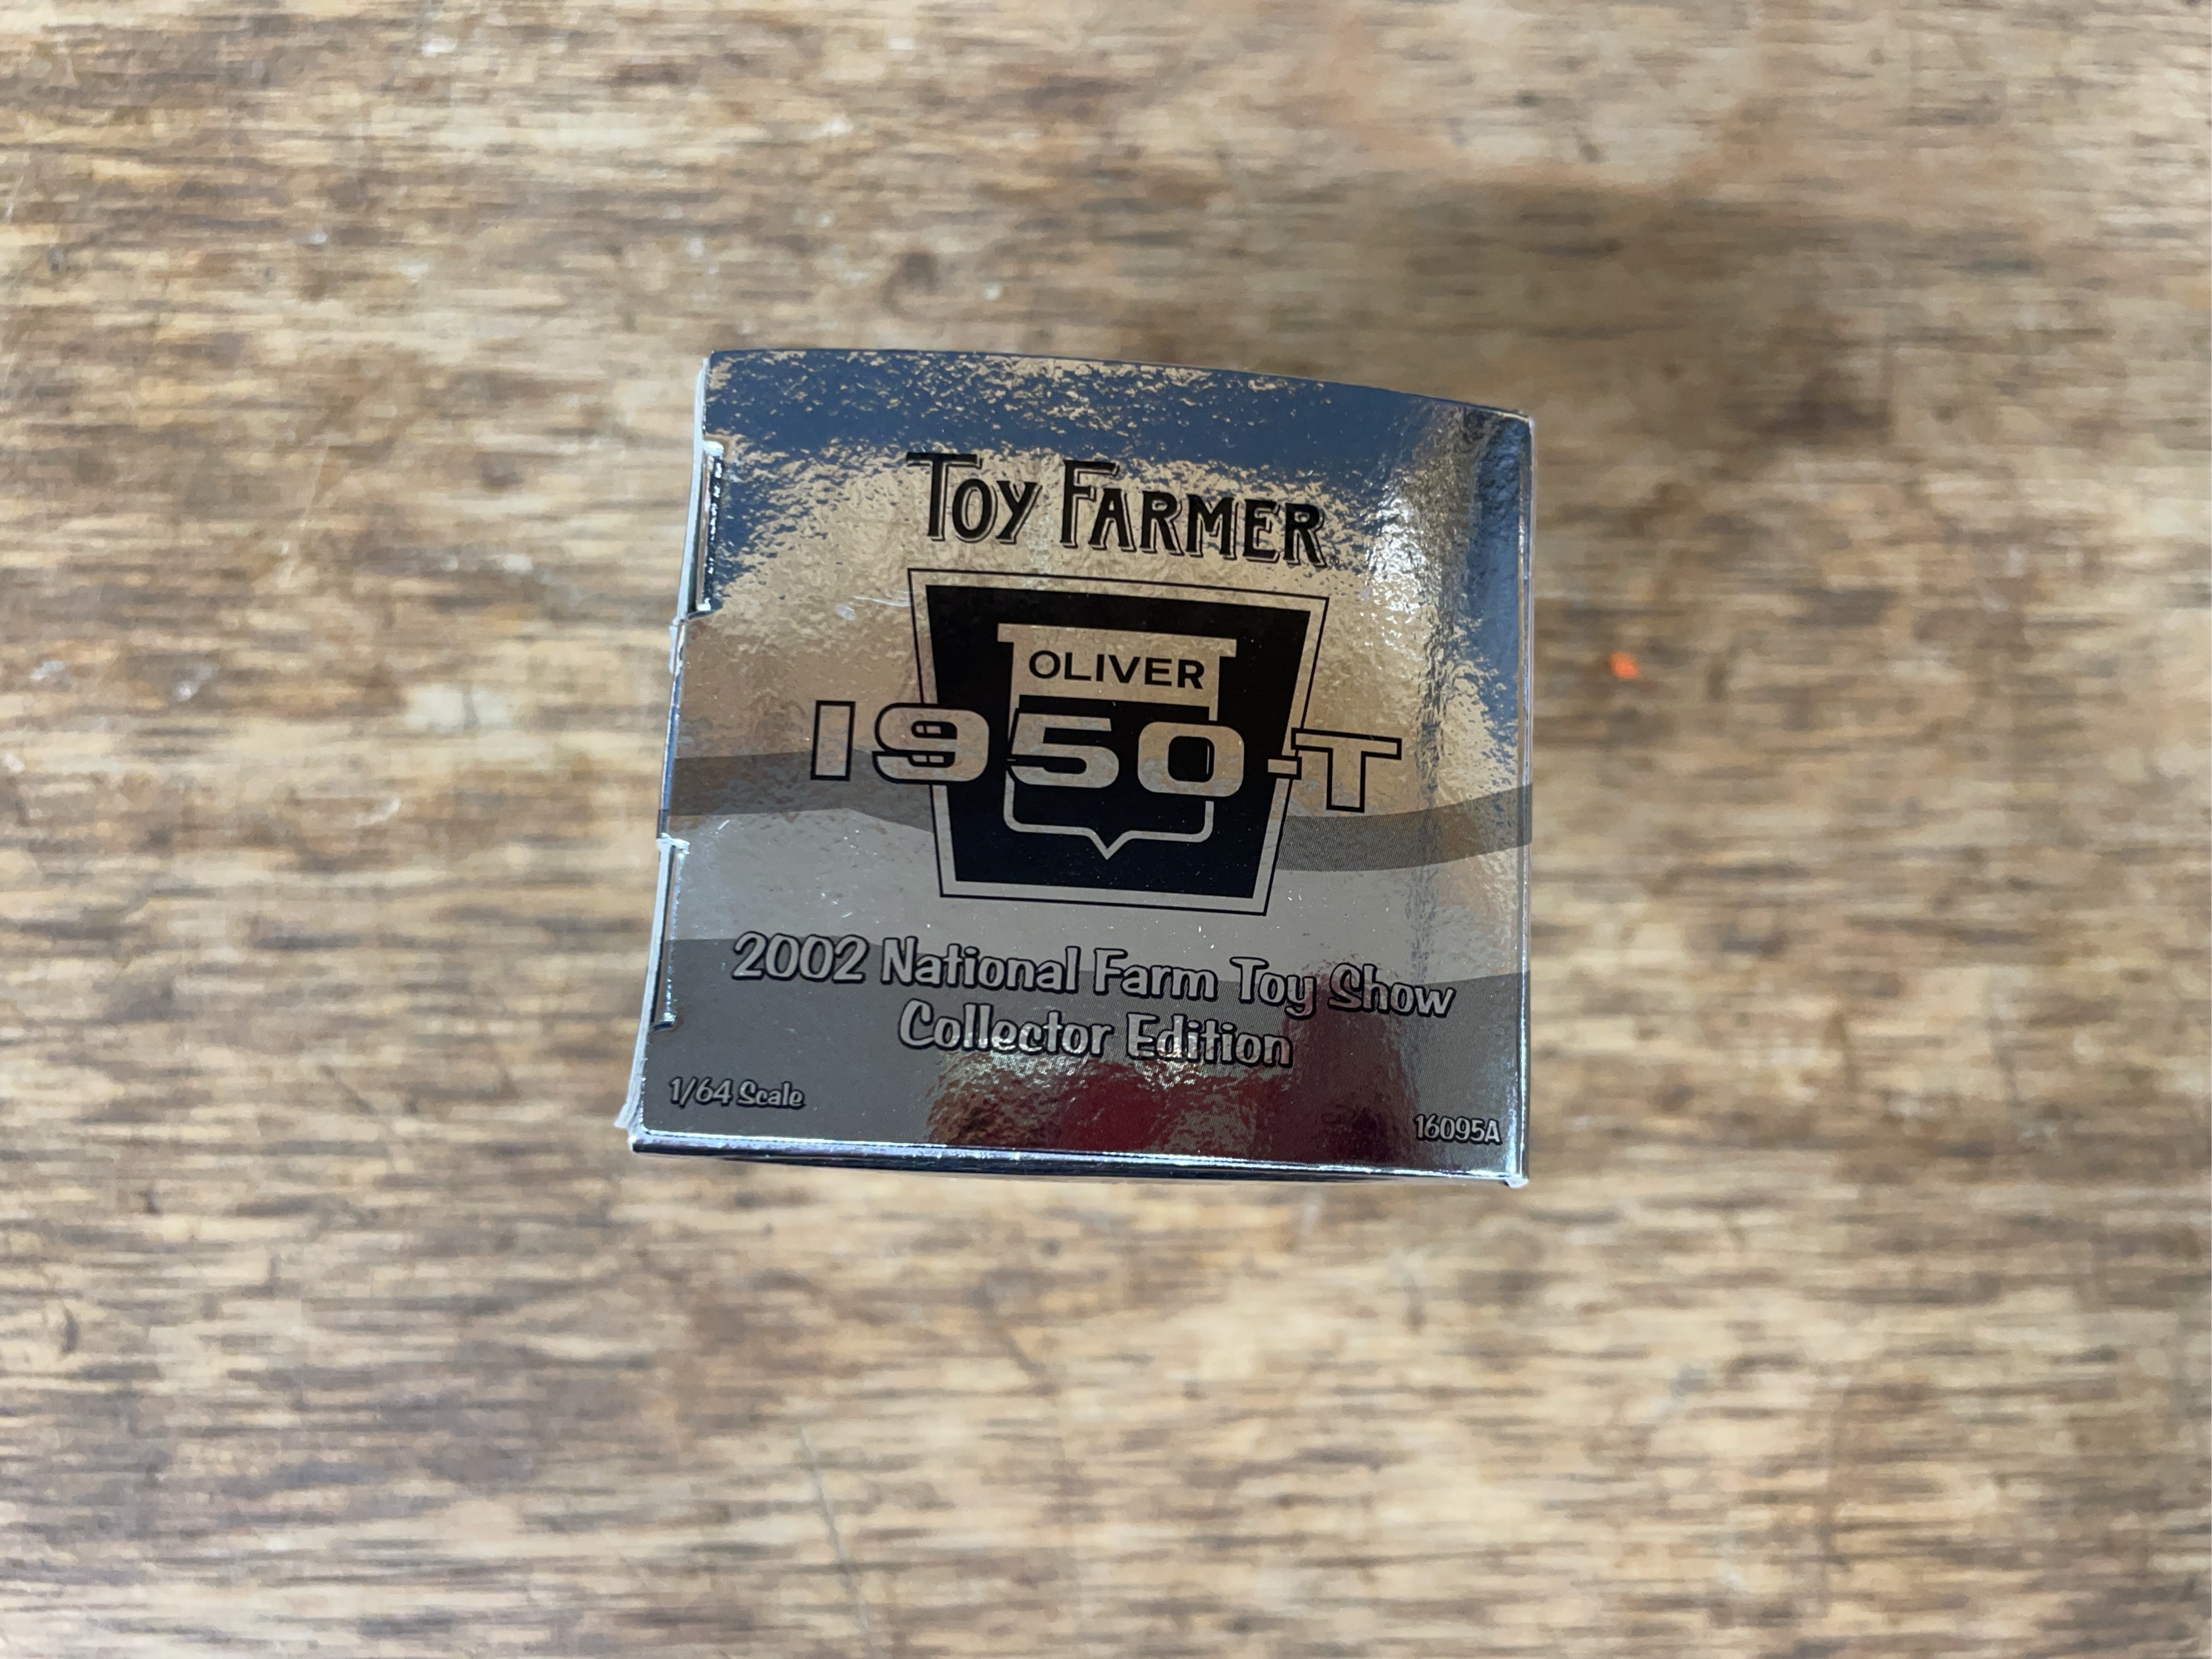 Toy Farmer
OLIVER
1950-T
2002 National Farm Toy Show
Collector Edition
1/64 Scale
16095A